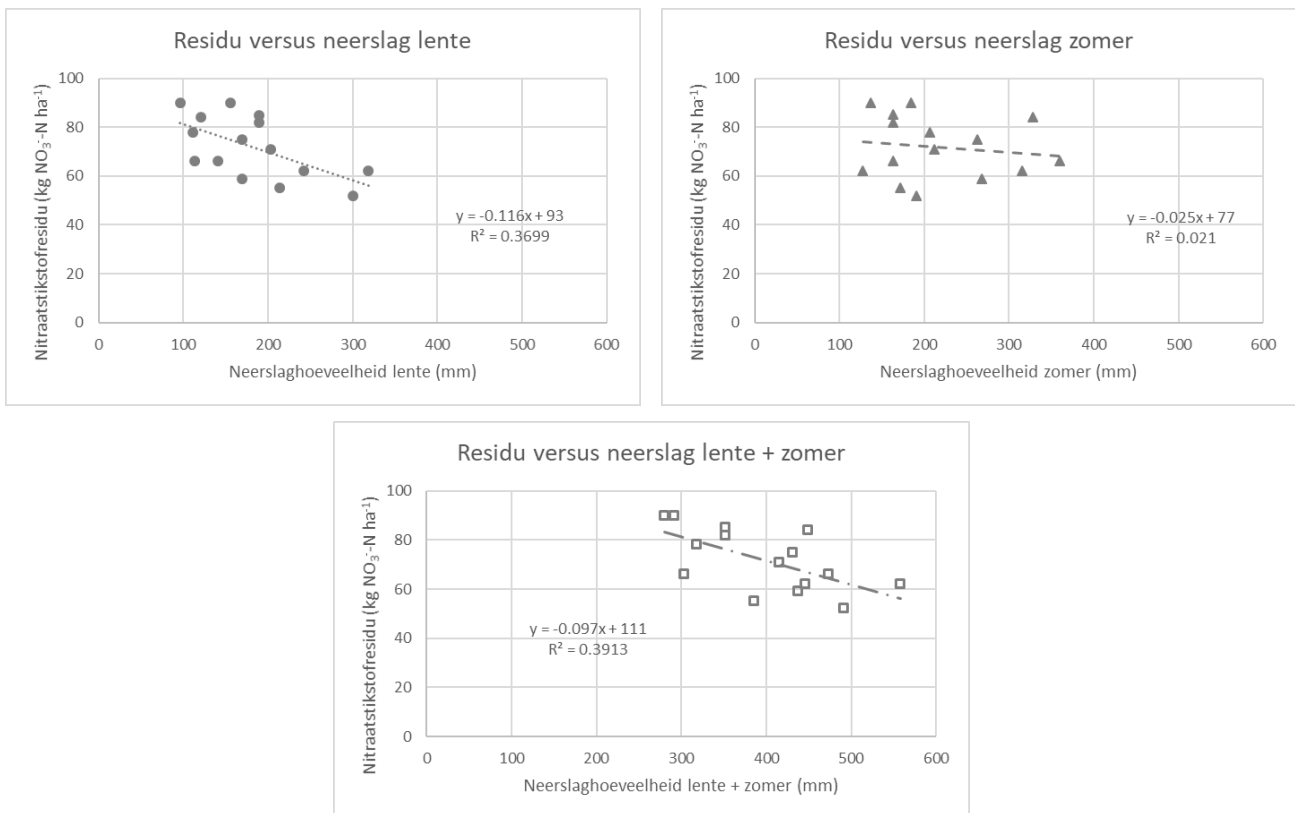 Residu versus neerslag lente
Nitraatstikstofresidu (kg NO₃⁻-N ha⁻¹)
100
80
60
40
20
0
y = -0.116x + 93
R² = 0.3699
0 100 200 300 400 500 600
Neerslaghoeveelheid lente (mm)
Residu versus neerslag zomer
Nitraatstikstofresidu (kg NO₃⁻-N ha⁻¹)
100
80
60
40
20
0
y = -0.025x + 77
R² = 0.021
0 100 200 300 400 500 600
Neerslaghoeveelheid zomer (mm)
Residu versus neerslag lente + zomer
Nitraatstikstofresidu (kg NO₃⁻-N ha⁻¹)
100
80
60
40
20
0
y = -0.097x + 111
R² = 0.3913
0 100 200 300 400 500 600
Neerslaghoeveelheid lente + zomer (mm)